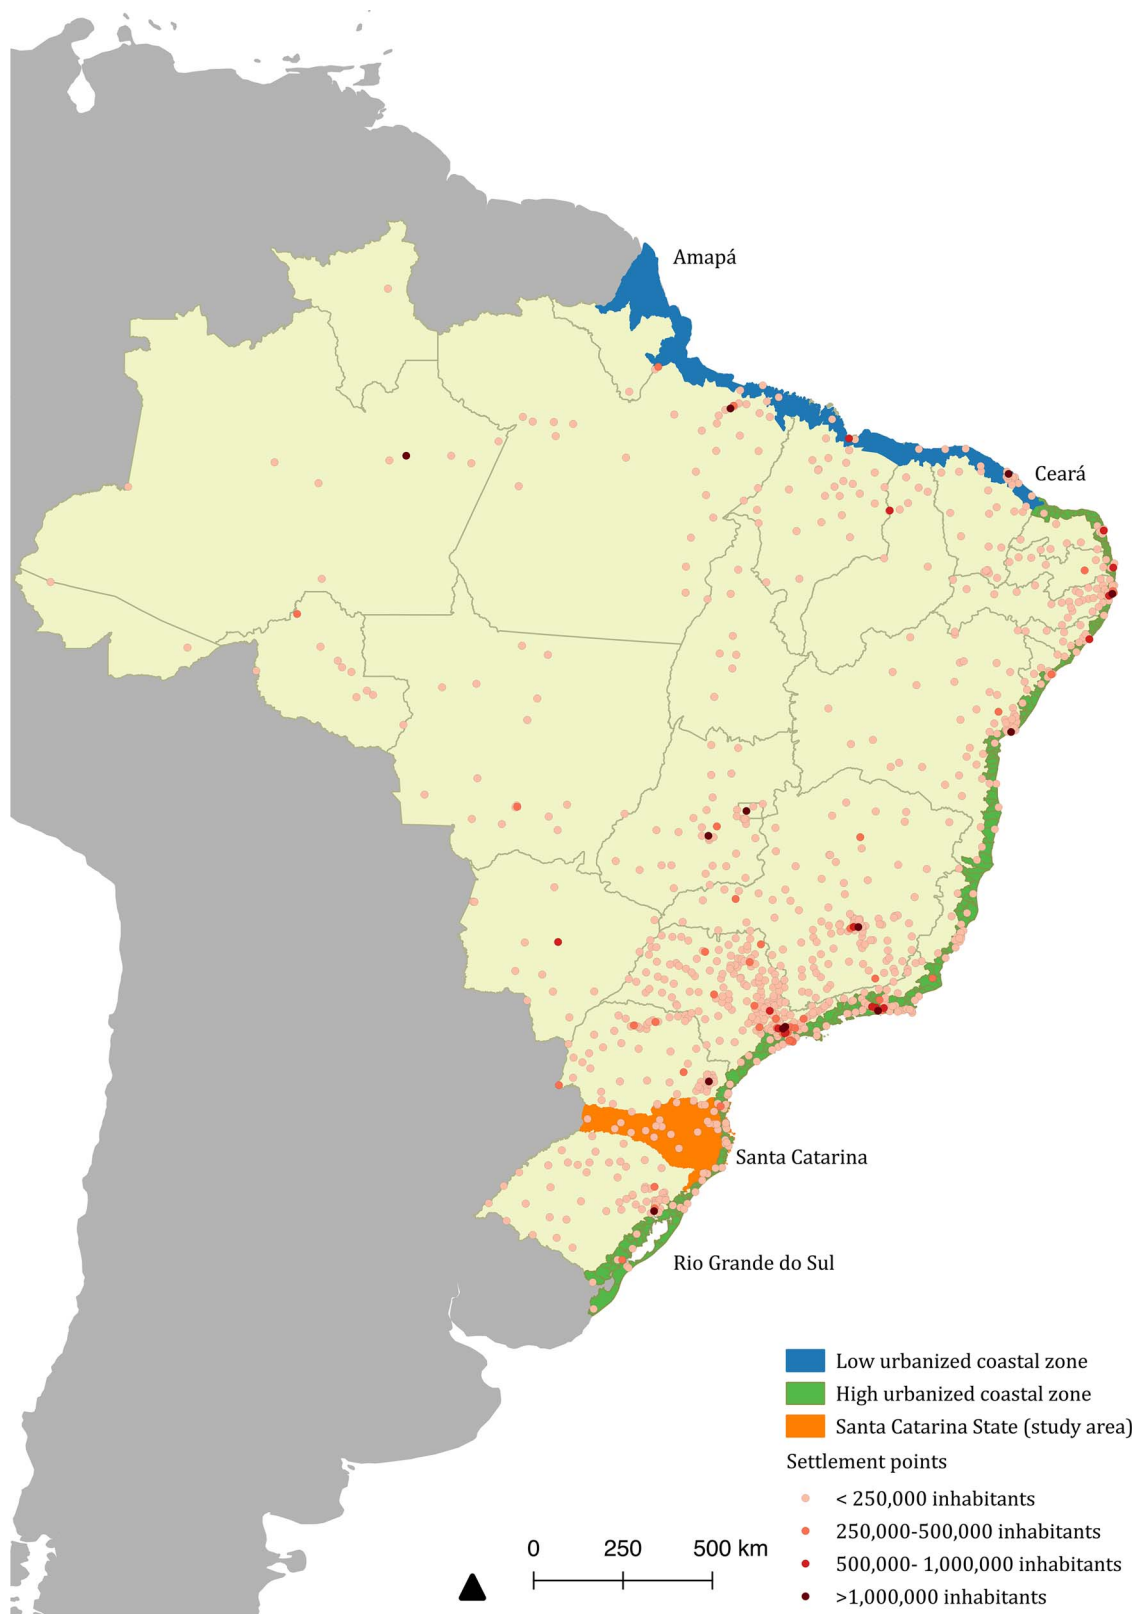 Amapá
Ceará
Santa Catarina
Rio Grande do Sul
Low urbanized coastal zone
High urbanized coastal zone
Santa Catarina State (study area)
Settlement points
< 250,000 inhabitants
250,000-500,000 inhabitants
500,000- 1,000,000 inhabitants
>1,000,000 inhabitants
0 250 500 km